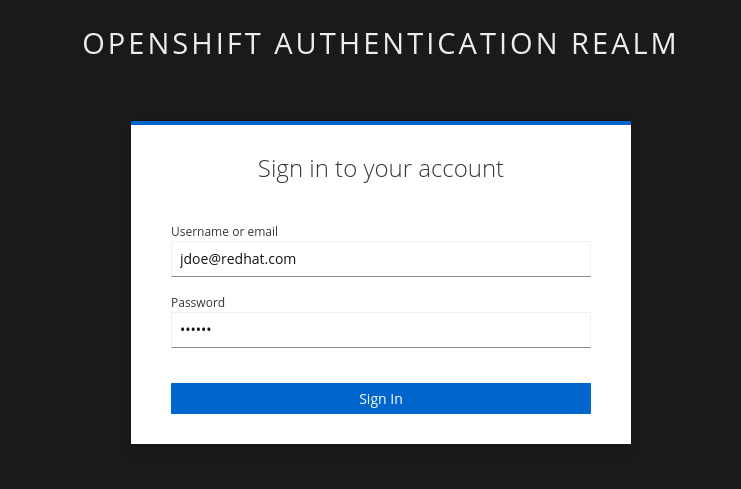 OPENSHIFT AUTHENTICATION REALM
Sign in to your account
Username or email
jdoe@redhat.com
Password
••••••
Sign In